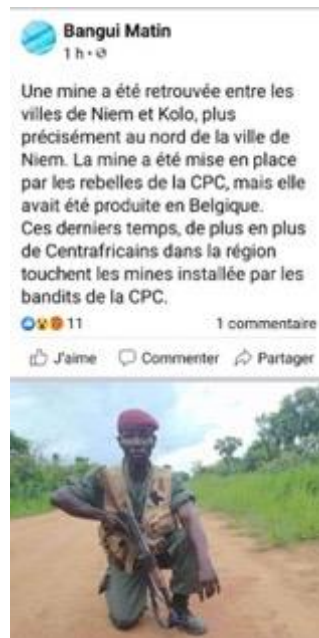 Bangui Matin
1 h ·
Une mine a été retrouvée entre les
villes de Niem et Kolo, plus
précisément au nord de la ville de
Niem. La mine a été mise en place
par les rebelles de la CPC, mais elle
avait été produite en Belgique.
Ces derniers temps, de plus en plus
de Centrafricains dans la région
touchent les mines installée par les
bandits de la CPC.
11 1 commentaire
J'aime Commenter Partager